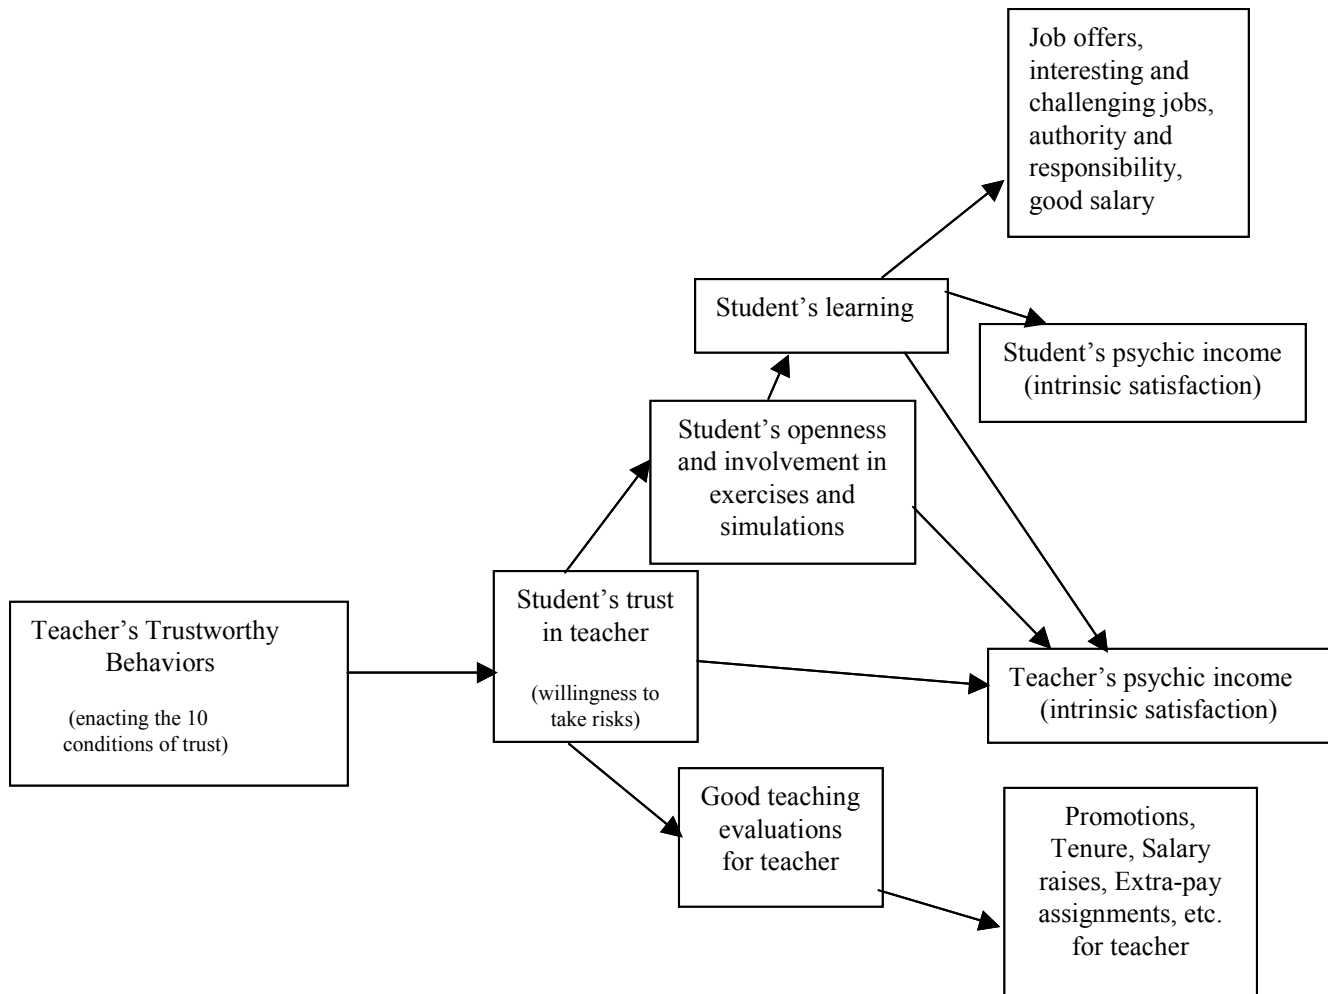 Job offers,
interesting and
challenging jobs,
authority and
responsibility,
good salary
Student’s learning
Student’s psychic income
(intrinsic satisfaction)
Student’s openness
and involvement in
exercises and
simulations
Student’s trust
in teacher
(willingness to
take risks)
Teacher’s Trustworthy
Behaviors
(enacting the 10
conditions of trust)
Teacher’s psychic income
(intrinsic satisfaction)
Good teaching
evaluations
for teacher
Promotions,
Tenure, Salary
raises, Extra-pay
assignments, etc.
for teacher